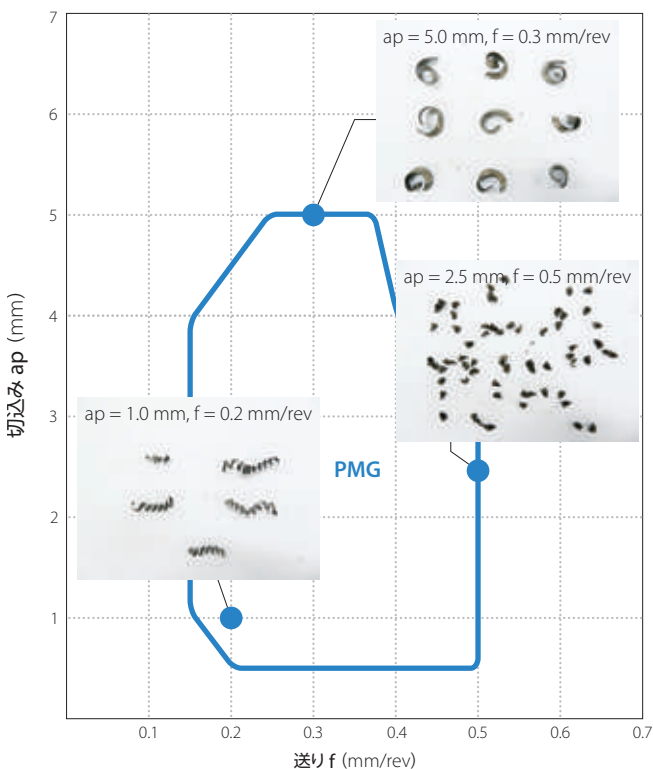 7
6
5
4
3
2
1
切込み ap (mm)
ap = 5.0 mm, f = 0.3 mm/rev
ap = 2.5 mm, f = 0.5 mm/rev
ap = 1.0 mm, f = 0.2 mm/rev
PMG
0.1 0.2 0.3 0.4 0.5 0.6 0.7
送り f (mm/rev)